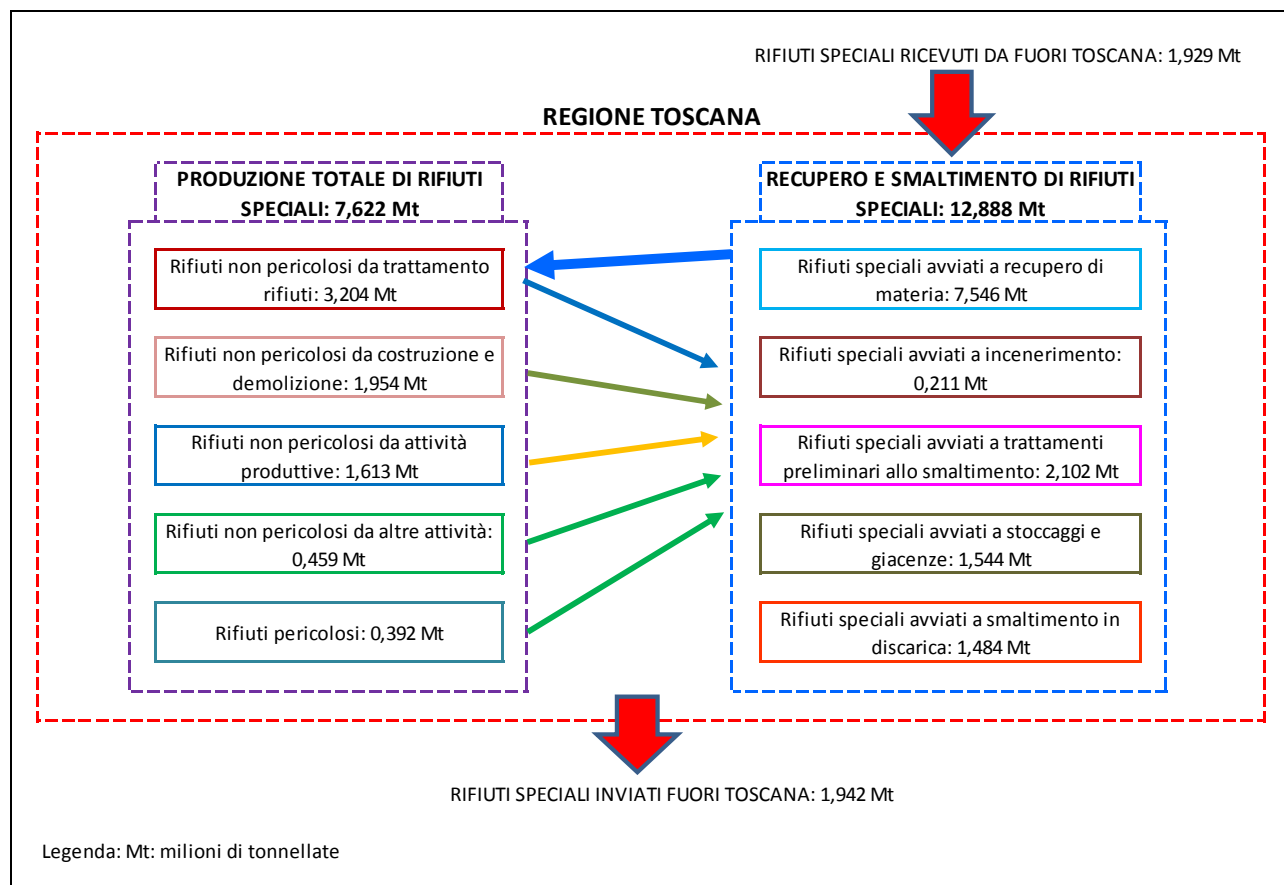 RIFIUTI SPECIALI RICEVUTI DA FUORI TOSCANA: 1,929 Mt
REGIONE TOSCANA
PRODUZIONE TOTALE DI RIFIUTI
SPECIALI: 7,622 Mt
Rifiuti non pericolosi da trattamento
rifiuti: 3,204 Mt
Rifiuti non pericolosi da costruzione e
demolizione: 1,954 Mt
Rifiuti non pericolosi da attività
produttive: 1,613 Mt
Rifiuti non pericolosi da altre attività:
0,459 Mt
Rifiuti pericolosi: 0,392 Mt
RECUPERO E SMALTIMENTO DI RIFIUTI
SPECIALI: 12,888 Mt
Rifiuti speciali avviati a recupero di
materia: 7,546 Mt
Rifiuti speciali avviati a incenerimento:
0,211 Mt
Rifiuti speciali avviati a trattamenti
preliminari allo smaltimento: 2,102 Mt
Rifiuti speciali avviati a stoccaggi e
giacenze: 1,544 Mt
Rifiuti speciali avviati a smaltimento in
discarica: 1,484 Mt
RIFIUTI SPECIALI INVIATI FUORI TOSCANA: 1,942 Mt
Legenda: Mt: milioni di tonnellate